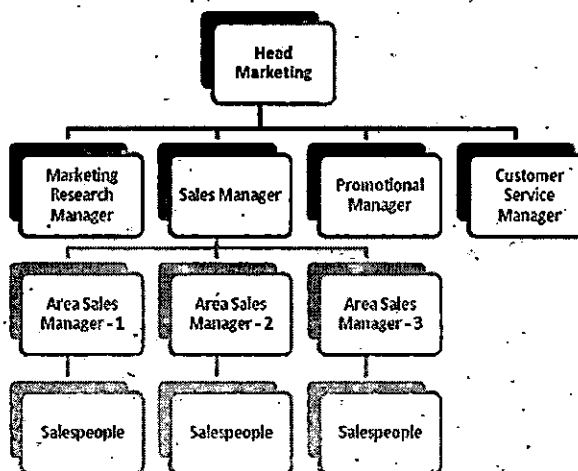 Head
Marketing
Marketing
Research
Manager
Sales Manager
Promotional
Manager
Customer
Service
Manager
Area Sales
Manager - 1
Area Sales
Manager - 2
Area Sales
Manager - 3
Salespeople
Salespeople
Salespeople